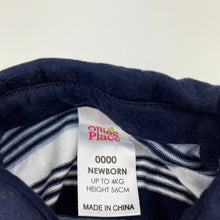 Ollie's
Place
0000
NEWBORN
UP TO 4KG
HEIGHT 56CM
MADE IN CHINA